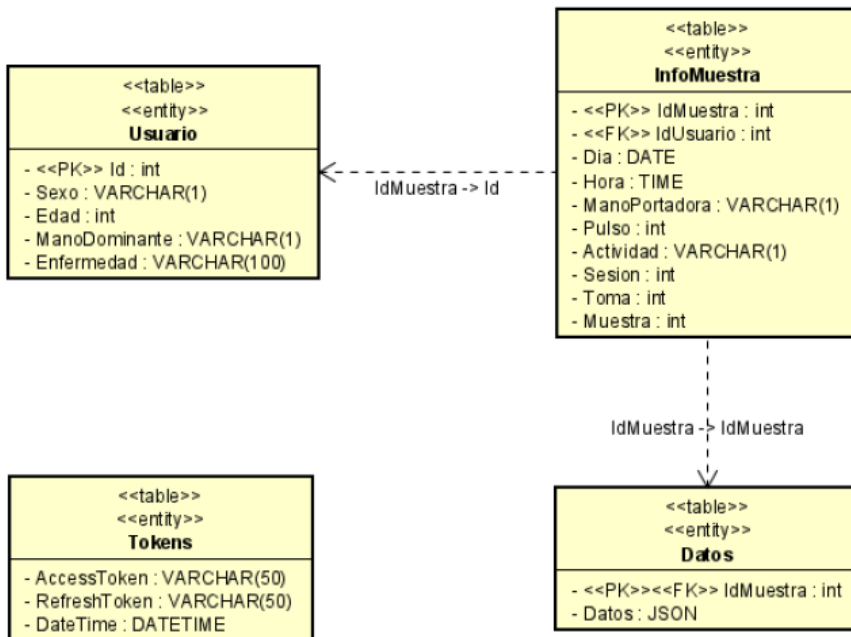 <<table>>
<<entity>>
Usuario
- <<PK>> Id : int
- Sexo : VARCHAR(1)
- Edad : int
- ManoDominante : VARCHAR(1)
- Enfermedad : VARCHAR(100)
IdMuestra -> Id
<<table>>
<<entity>>
InfoMuestra
- <<PK>> IdMuestra : int
- <<FK>> IdUsuario : int
- Dia : DATE
- Hora : TIME
- ManoPortadora : VARCHAR(1)
- Pulso : int
- Actividad : VARCHAR(1)
- Sesion : int
- Toma : int
- Muestra : int
IdMuestra -> IdMuestra
<<table>>
<<entity>>
Tokens
- AccessToken : VARCHAR(50)
- RefreshToken : VARCHAR(50)
- DateTime : DATETIME
<<table>>
<<entity>>
Datos
- <<PK>><<FK>> IdMuestra : int
- Datos : JSON